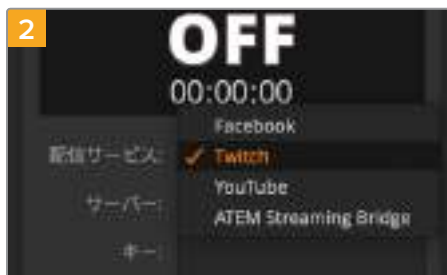 2
OFF
00:00:00
Facebook
配信サービス: ✓ Twitch
YouTube
サーバー:
ATEM Streaming Bridge
キー: